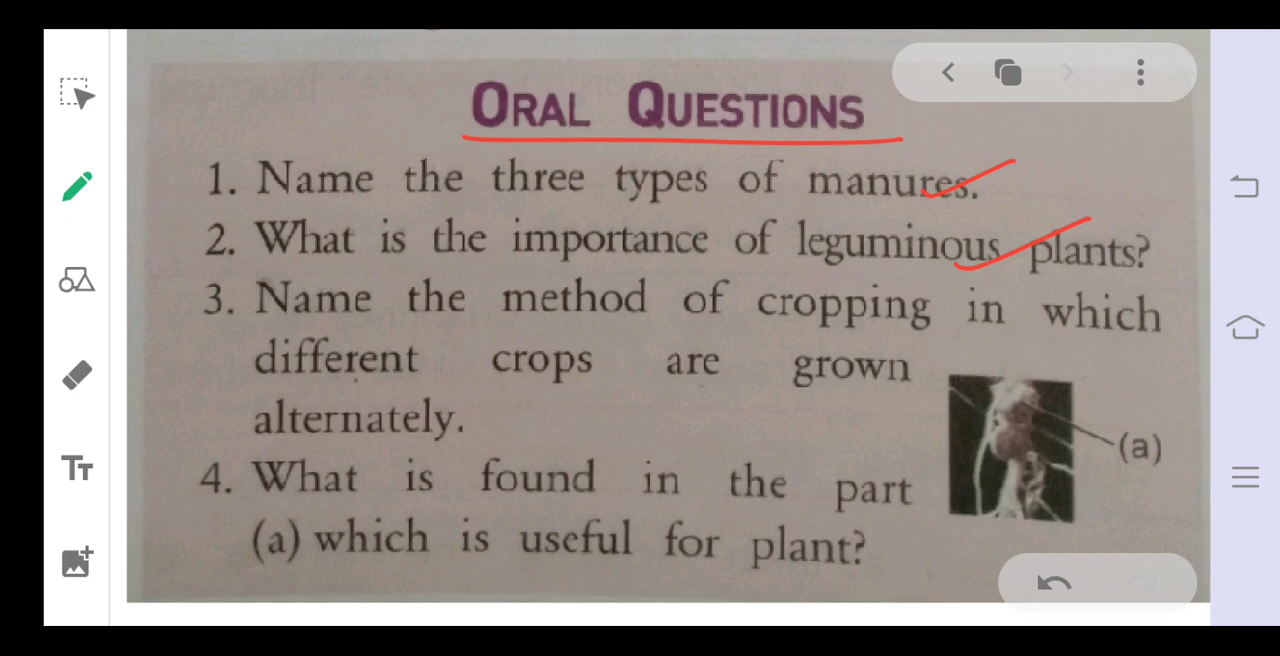 ORAL QUESTIONS
1. Name the three types of manures.
2. What is the importance of leguminous plants?
3. Name the method of cropping in which
different crops are grown
alternately.
(a)
4. What is found in the part
(a) which is useful for plant?
TT